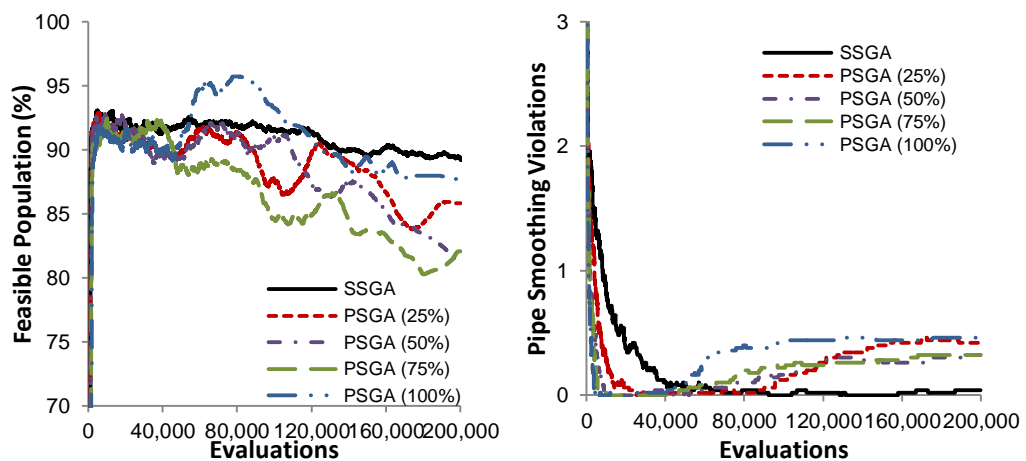 Feasible Population (%)
100
95
90
85
80
75
70
SSGA
PSGA (25%)
PSGA (50%)
PSGA (75%)
PSGA (100%)
0 40,000 80,000 120,000 160,000 200,000
Evaluations
Pipe Smoothing Violations
3
2
1
0
SSGA
PSGA (25%)
PSGA (50%)
PSGA (75%)
PSGA (100%)
0 40,000 80,000 120,000 160,000 200,000
Evaluations